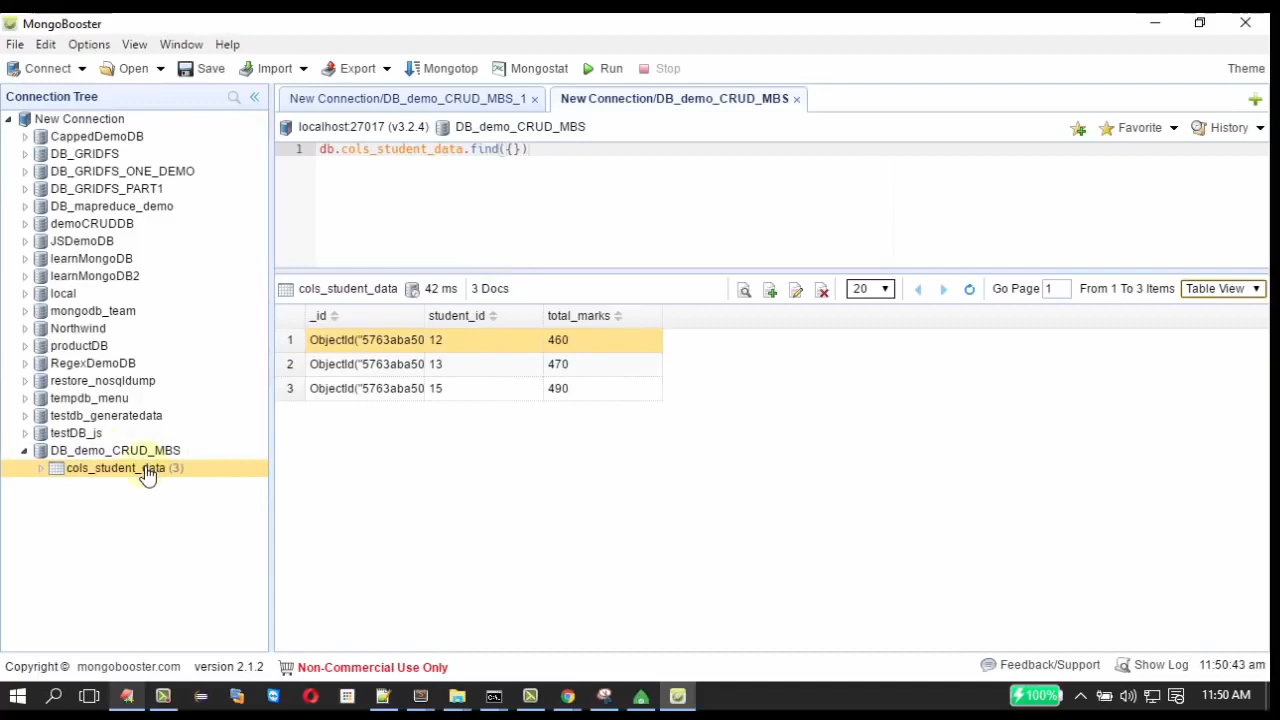 MongoBooster
File Edit Options View Window Help
Connect Open Save Import Export Mongotop Mongostat Run Stop Theme
Connection Tree
New Connection
CappedDemoDB
DB_GRIDFS
DB_GRIDFS_ONE_DEMO
DB_GRIDFS_PART1
DB_mapreduce_demo
demoCRUDDB
JSDemoDB
learnMongoDB
learnMongoDB2
local
mongodb_team
Northwind
productDB
RegexDemoDB
restore_nosqldump
tempdb_menu
testdb_generatedata
testDB_js
DB_demo_CRUD_MBS
cols_student_data (3)
New Connection/DB_demo_CRUD_MBS_1 × New Connection/DB_demo_CRUD_MBS ×
localhost:27017 (v3.2.4) DB_demo_CRUD_MBS Favorite History
1 db.cols_student_data.find({})
cols_student_data 42 ms 3 Docs 20 Go Page 1 From 1 To 3 Items Table View
_id student_id total_marks
1 ObjectId("5763aba50 12 460
2 ObjectId("5763aba50 13 470
3 ObjectId("5763aba50 15 490
Copyright © mongobooster.com version 2.1.2 Non-Commercial Use Only Feedback/Support Show Log 11:50:43 am
100% 11:50 AM